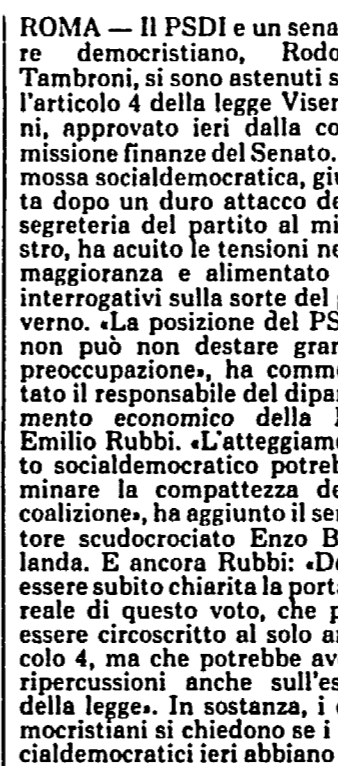 ROMA — Il PSDI e un sena
re democristiano, Rodo
Tambroni, si sono astenuti s
l'articolo 4 della legge Viser
ni, approvato ieri dalla co
missione finanze del Senato.
mossa socialdemocratica, giu
ta dopo un duro attacco de
segreteria del partito al mi
stro, ha acuito le tensioni ne
maggioranza e alimentato
interrogativi sulla sorte del g
verno. «La posizione del PS
non può non destare gran
preoccupazione», ha comme
tato il responsabile del dipar
mento economico della
Emilio Rubbi. «L'atteggiame
to socialdemocratico potreb
minare la compattezza de
coalizione», ha aggiunto il sen
tore scudocrociato Enzo B
landa. E ancora Rubbi: «De
essere subito chiarita la porta
reale di questo voto, che p
essere circoscritto al solo ar
colo 4, ma che potrebbe ave
ripercussioni anche sull'es
della legge». In sostanza, i d
mocristiani si chiedono se i
cialdemocratici ieri abbiano